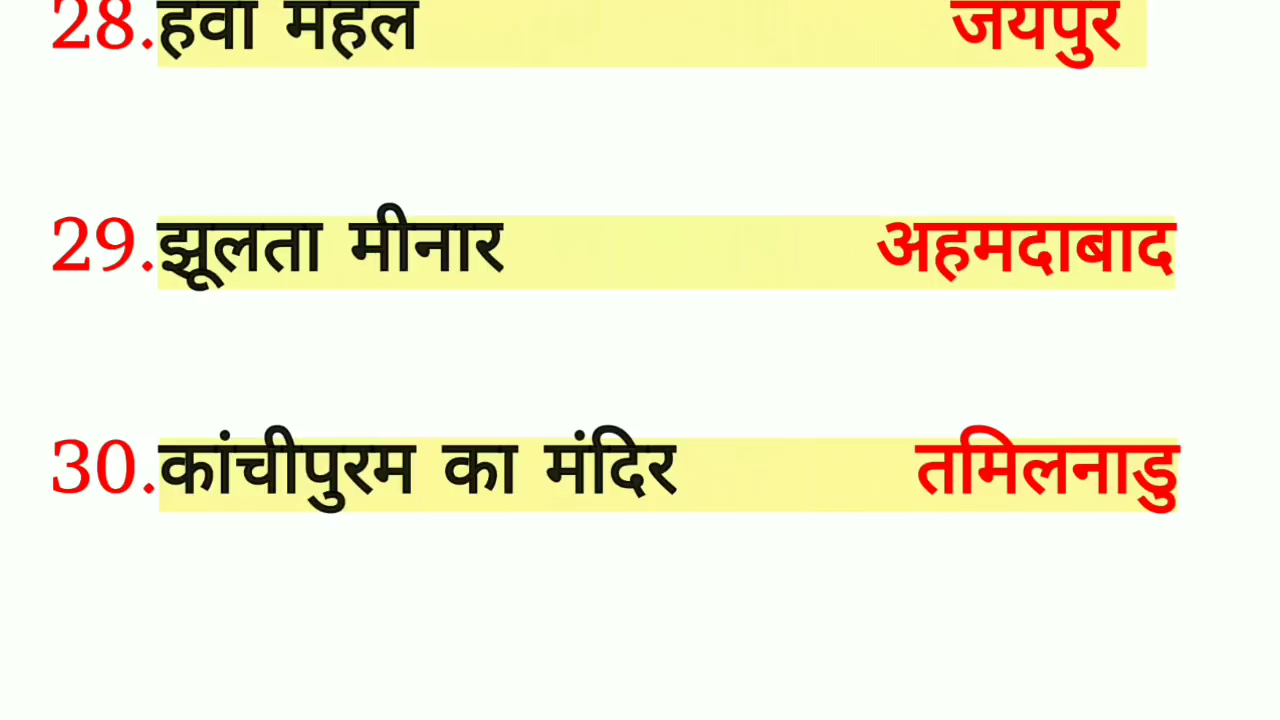 28.हवा महल जयपुर
29.झूलता मीनार अहमदाबाद
30.कांचीपुरम का मंदिर तमिलनाडु